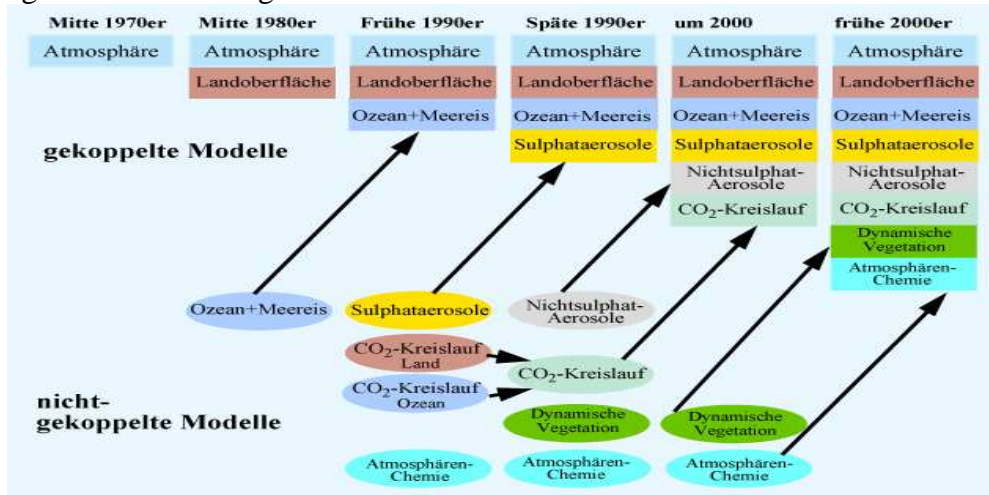 Mitte 1970er
Mitte 1980er
Frühe 1990er
Späte 1990er
um 2000
frühe 2000er
Atmosphäre
Atmosphäre
Atmosphäre
Atmosphäre
Atmosphäre
Atmosphäre
Landoberfläche
Landoberfläche
Landoberfläche
Landoberfläche
Landoberfläche
Ozean+Meereis
Ozean+Meereis
Ozean+Meereis
Ozean+Meereis
gekoppelte Modelle
Sulphataerosole
Sulphataerosole
Sulphataerosole
Nichtsulphat-
Aerosole
Nichtsulphat-
Aerosole
CO₂-Kreislauf
CO₂-Kreislauf
Dynamische
Vegetation
Atmosphären-
Chemie
Ozean+Meereis
Sulphataerosole
Nichtsulphat-
Aerosole
CO₂-Kreislauf
Land
CO₂-Kreislauf
CO₂-Kreislauf
Ozean
nicht-
gekoppelte Modelle
Dynamische
Vegetation
Dynamische
Vegetation
Atmosphären-
Chemie
Atmosphären-
Chemie
Atmosphären-
Chemie